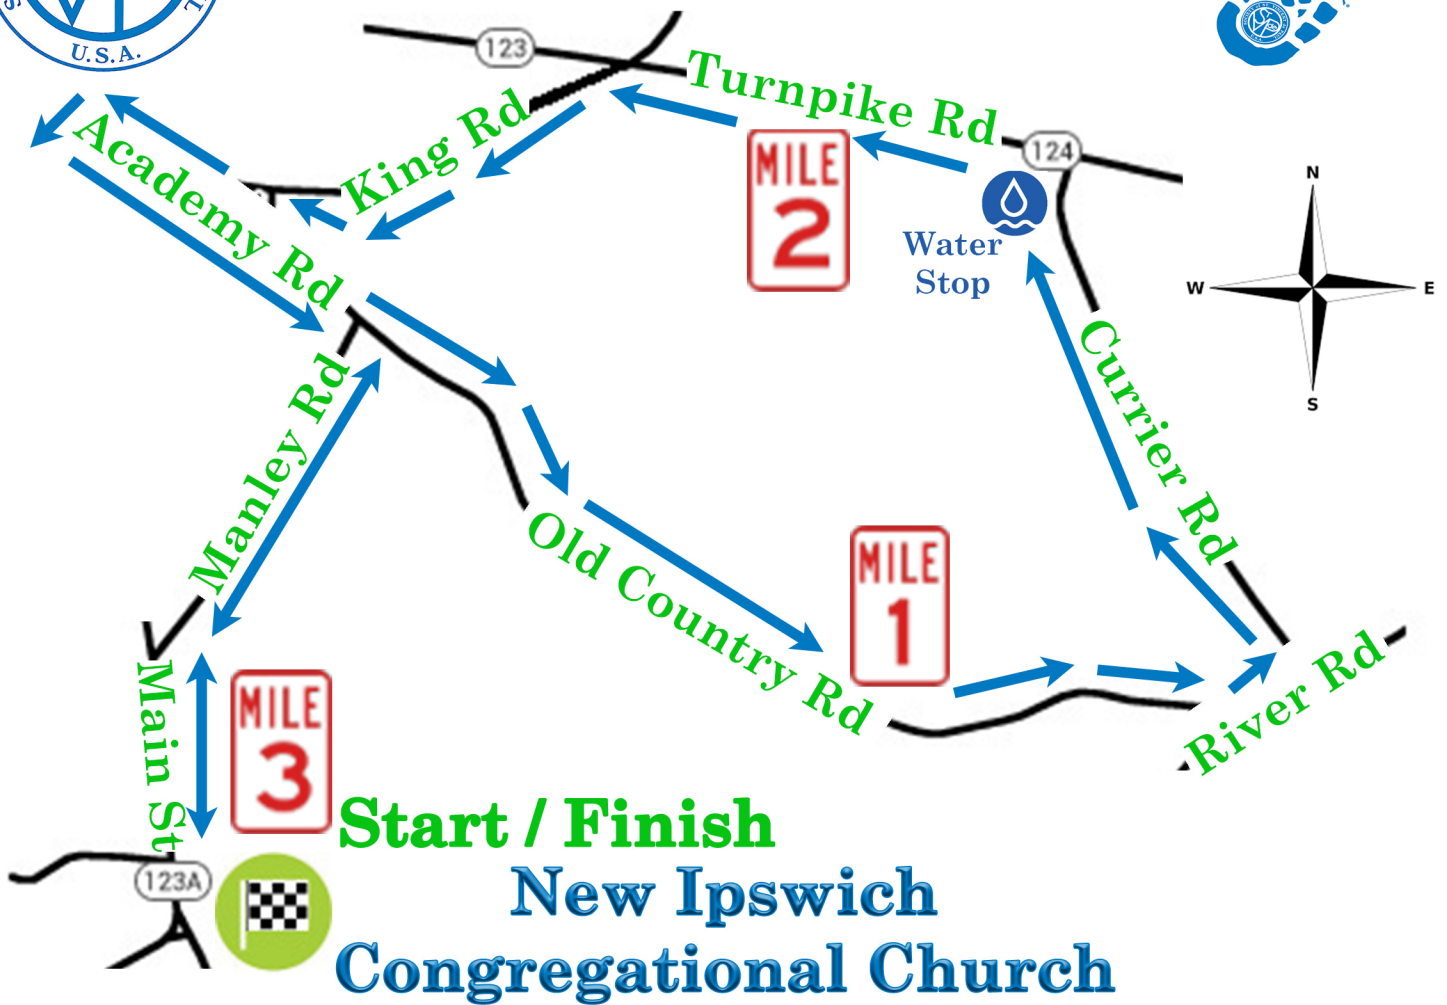 U.S.A.
123
Turnpike Rd
124
King Rd
Academy Rd
MILE
2
Water
Stop
N
W
E
S
Currier Rd
Manley Rd
Old Country Rd
MILE
1
River Rd
Main St
MILE
3
Start / Finish
123A
New Ipswich
Congregational Church